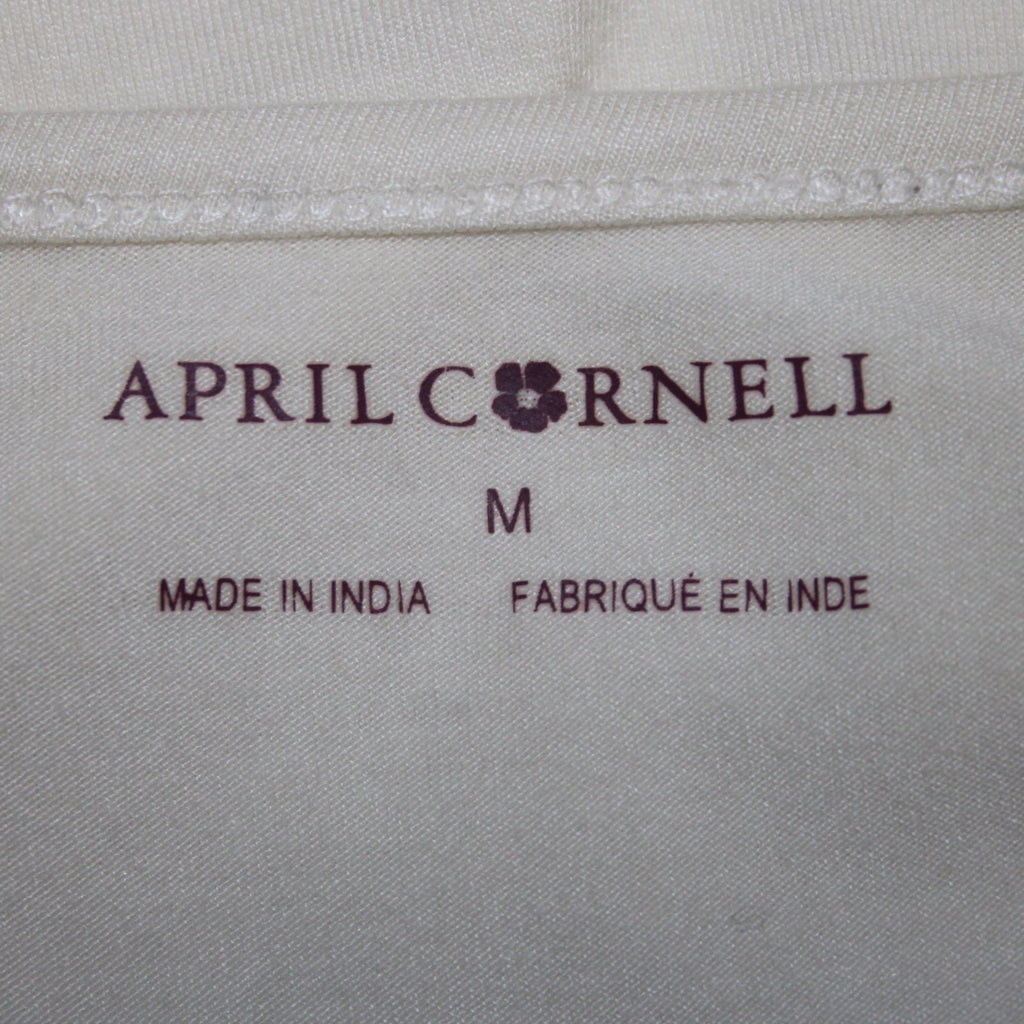 APRIL CORNELL
M
MADE IN INDIA FABRIQUÉ EN INDE